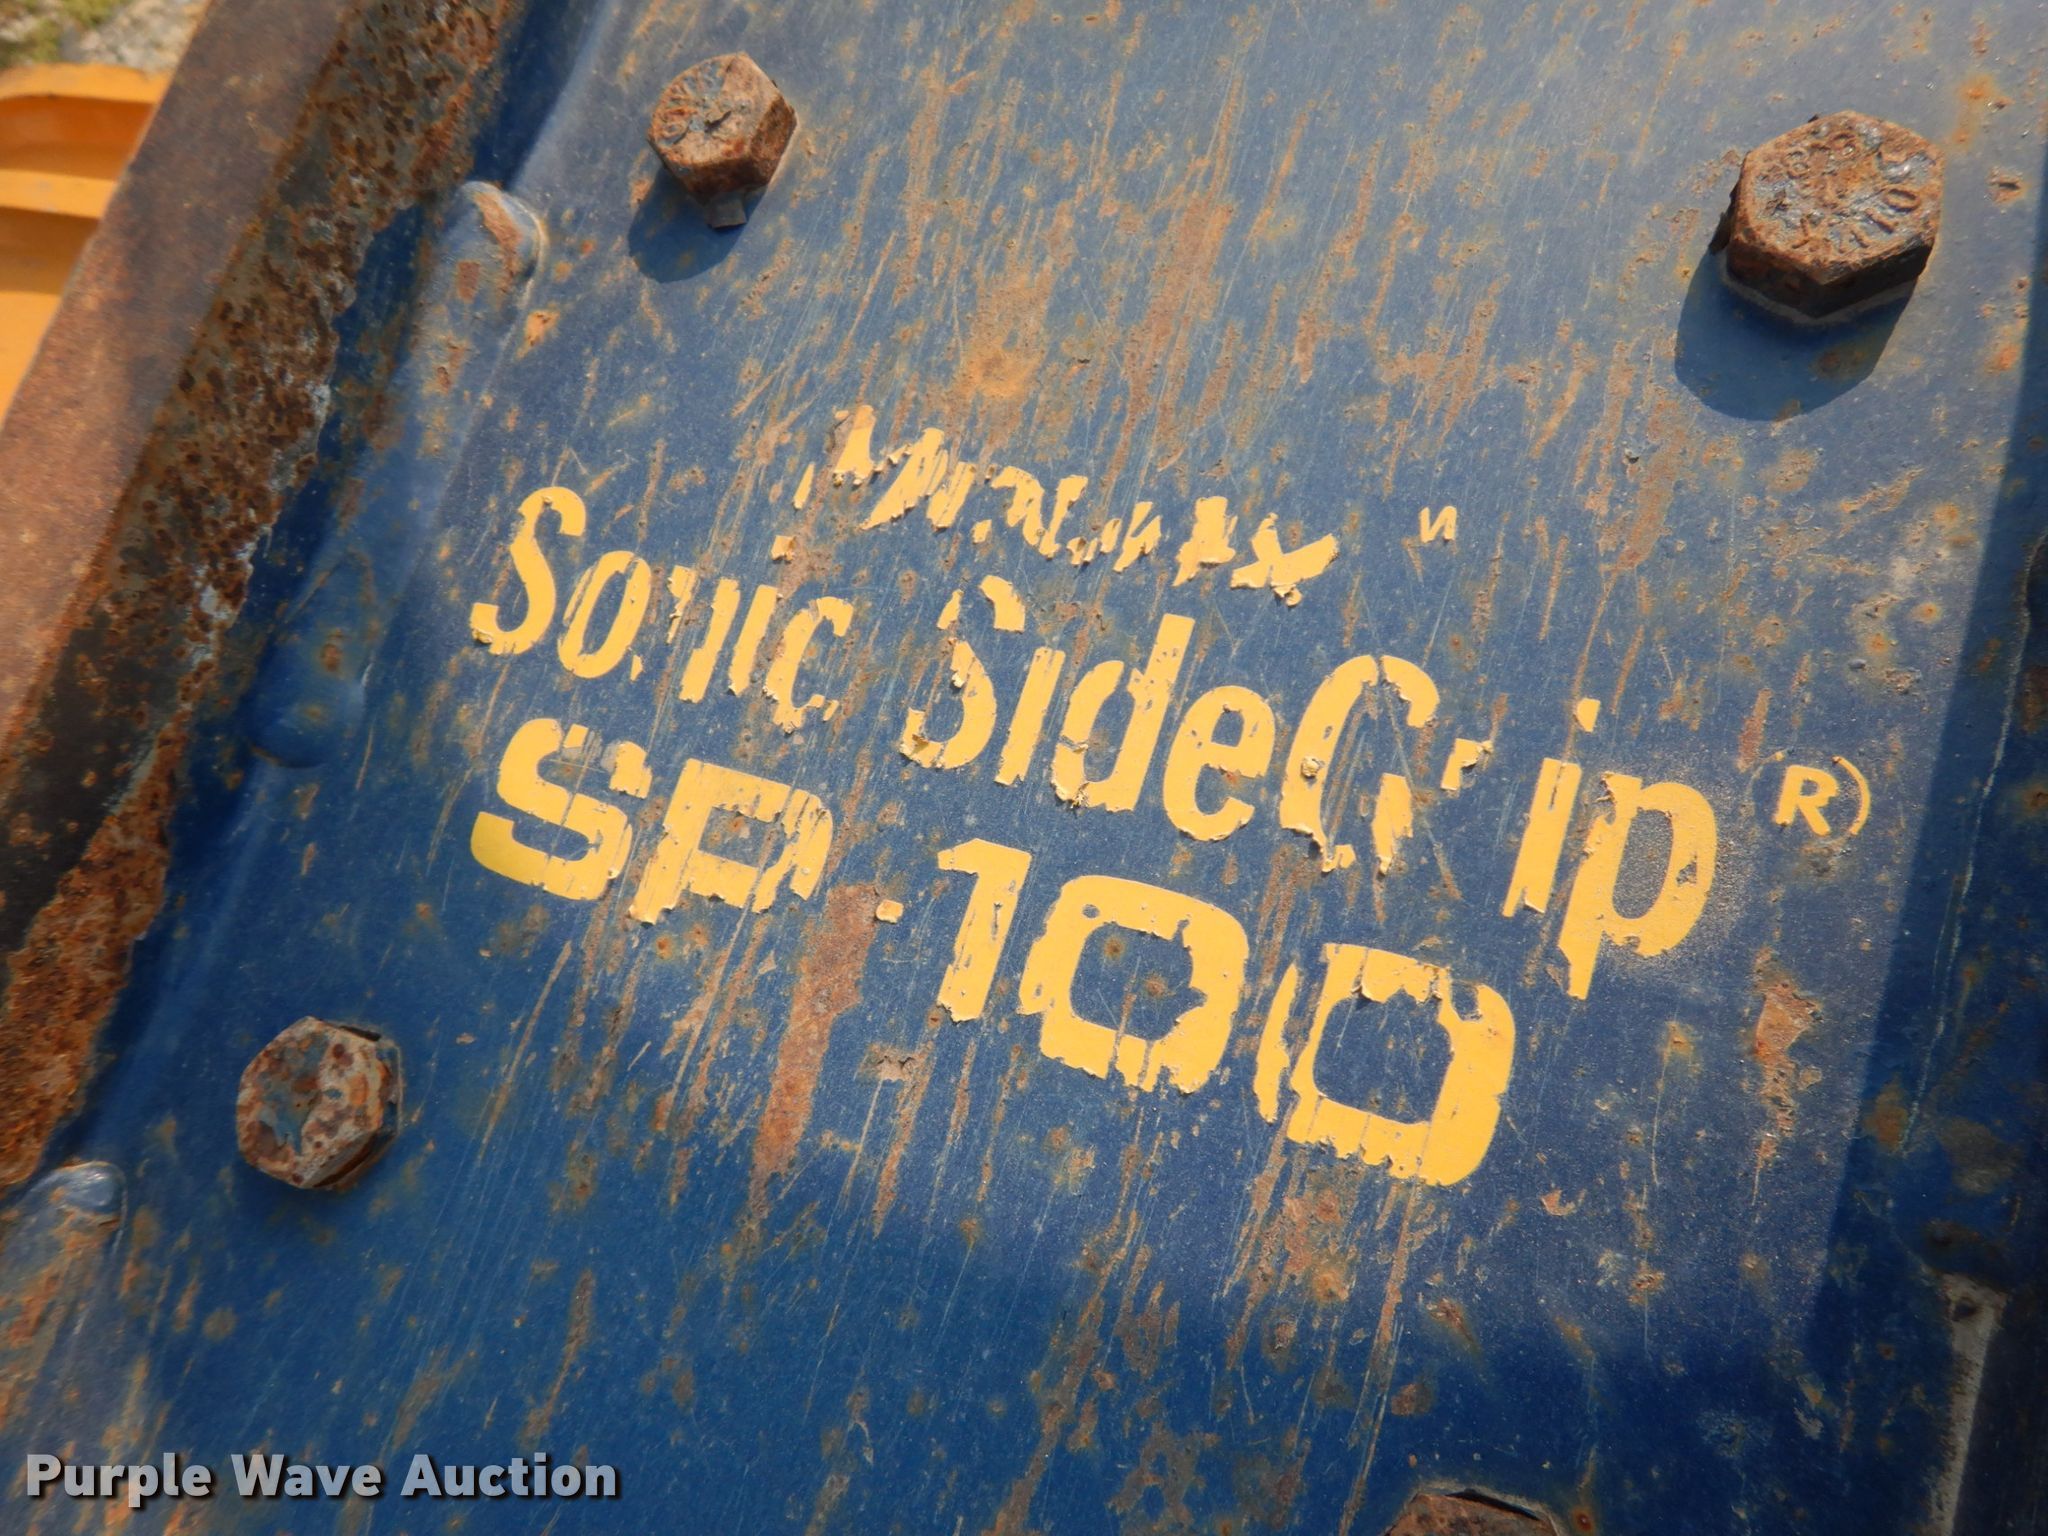 Sonic SideGrip (R)
SP-100
Purple Wave Auction